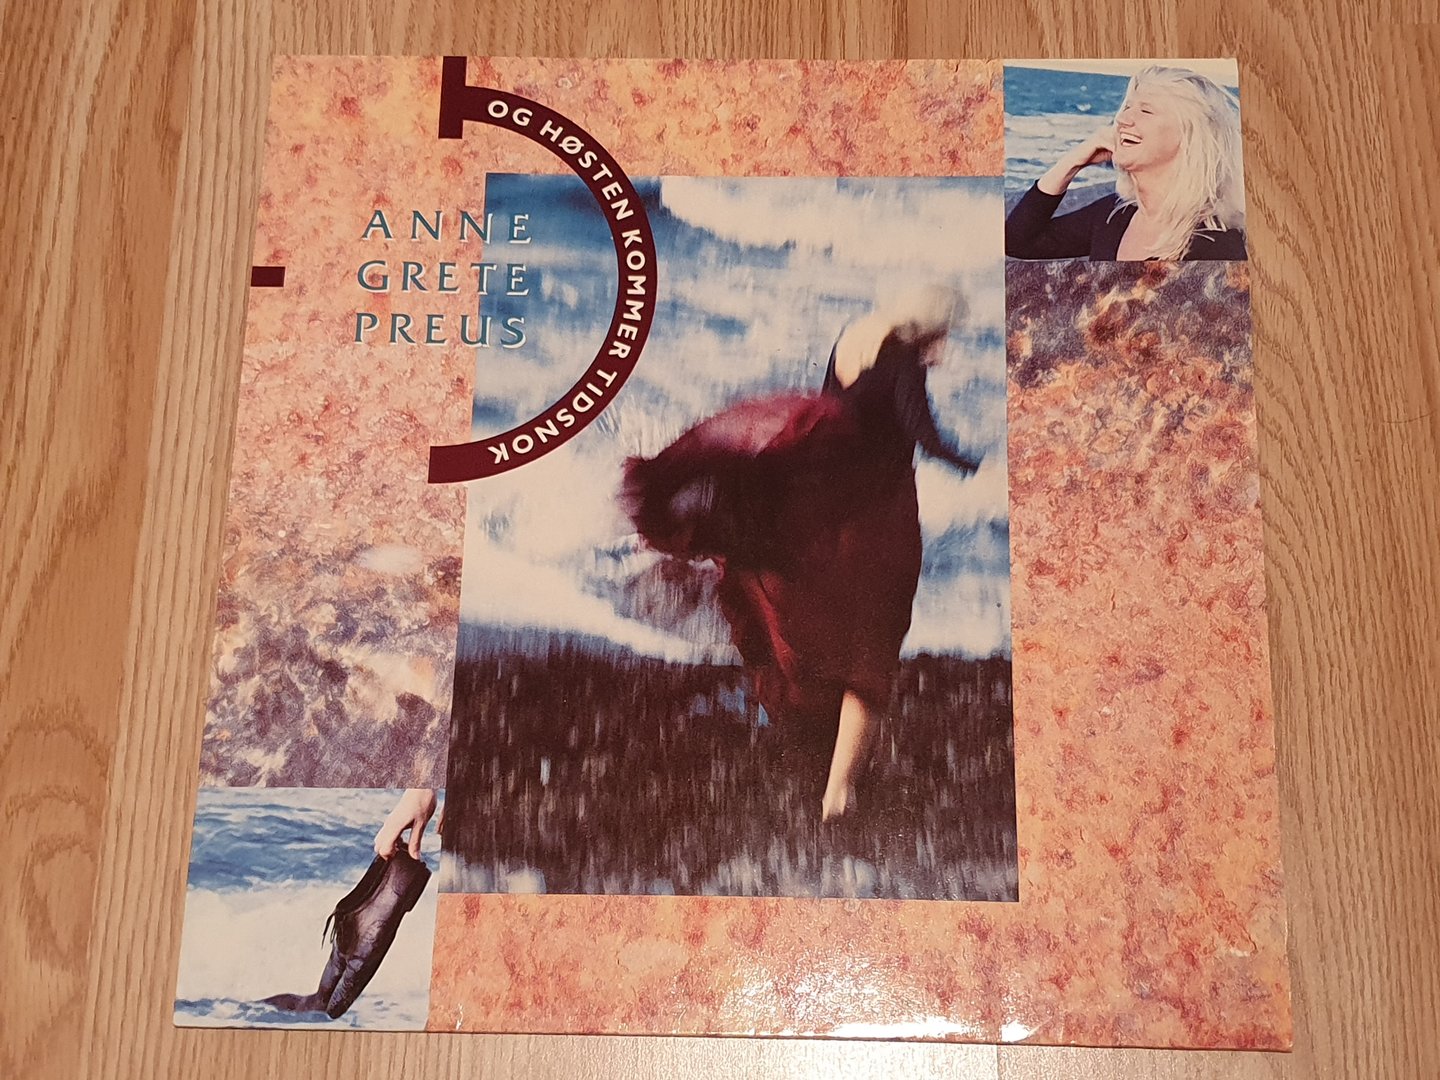 OG HØSTEN KOMMER TIDSNOK
ANNE
GRETE
PREUS